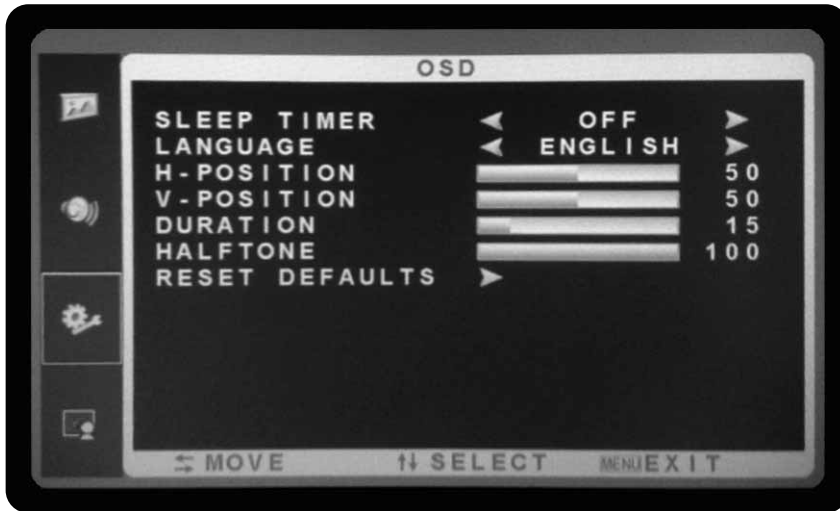 OSD
SLEEP TIMER OFF
LANGUAGE ENGLISH
H-POSITION 50
V-POSITION 50
DURATION 15
HALFTONE 100
RESET DEFAULTS
MOVE SELECT MENU EXIT